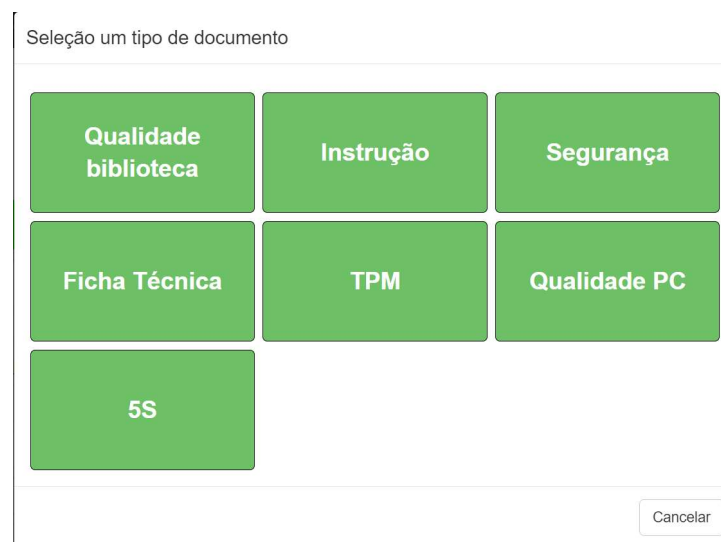 Seleção um tipo de documento
Qualidade
biblioteca
Instrução
Segurança
Ficha Técnica
TPM
Qualidade PC
5S
Cancelar